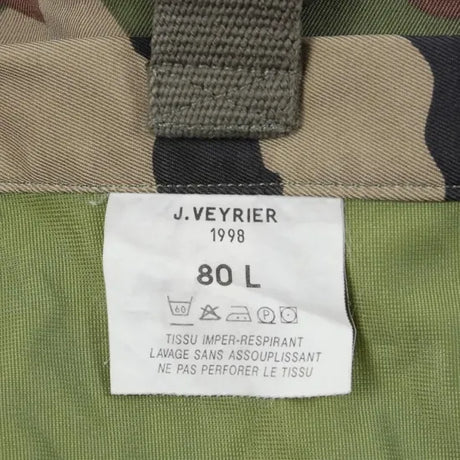 J.VEYRIER
1998
80 L
60 P
TISSU IMPER-RESPIRANT
LAVAGE SANS ASSOUPLISSANT
NE PAS PERFORER LE TISSU